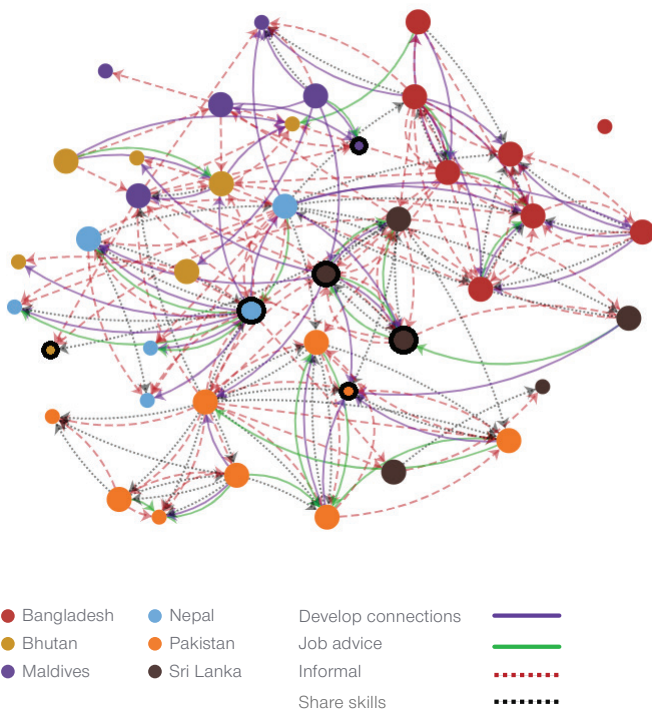 Bangladesh
Bhutan
Maldives
Nepal
Pakistan
Sri Lanka
Develop connections
Job advice
Informal
Share skills